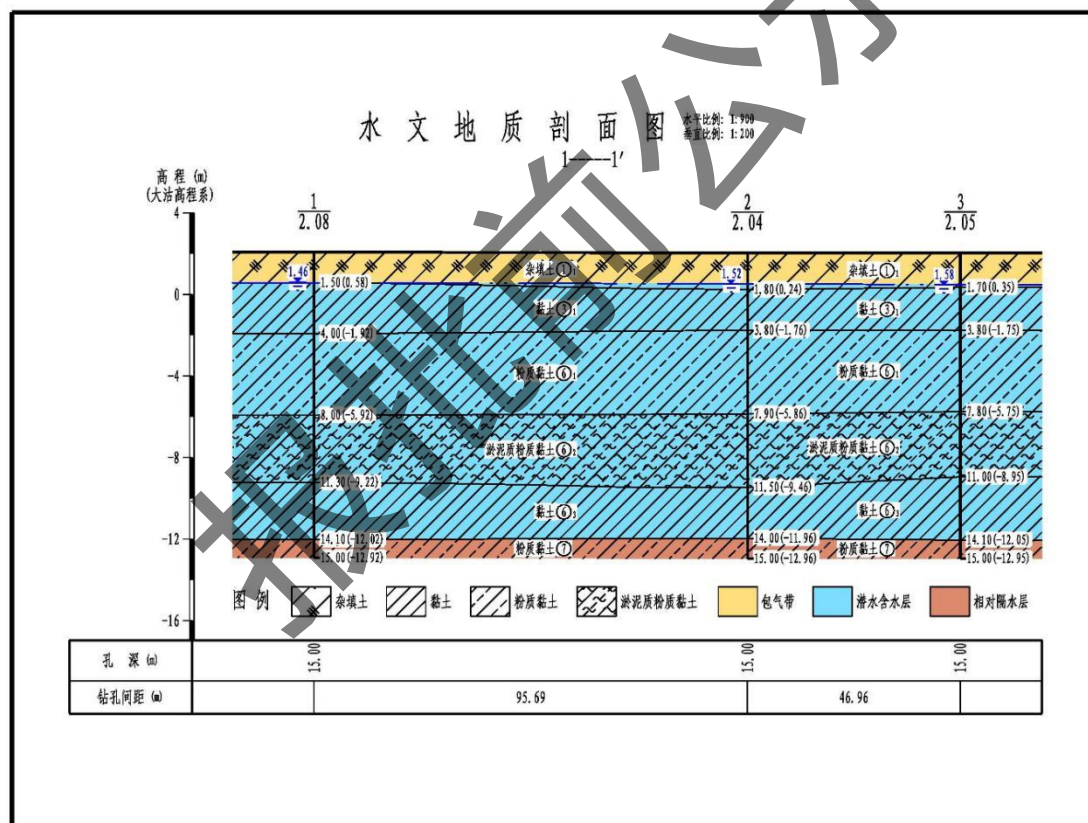 水文地质剖面图
水平比例: 1:900
垂直比例: 1:200
1——1′
高程 (m)
(大沽高程系)
1
2.08
2
2.04
3
2.05
4
0
-4
-8
-12
-16
杂填土①₁
杂填土①₁
1.46
1.52
1.58
1.50(0.58)
1.80(0.24)
1.70(0.35)
黏土③₁
黏土③₁
4.00(-1.92)
3.80(-1.76)
3.80(-1.75)
粉质黏土⑥₁
粉质黏土⑥₁
8.00(-5.92)
7.90(-5.86)
7.80(-5.75)
淤泥质粉质黏土⑥₂
淤泥质粉质黏土⑥₂
11.30(-9.22)
11.50(-9.46)
11.00(-8.95)
黏土⑥₃
黏土⑥₃
14.10(-12.02)
14.00(-11.96)
14.10(-12.05)
粉质黏土⑦
粉质黏土⑦
15.00(-12.92)
15.00(-12.96)
15.00(-12.95)
图例 杂填土 黏土 粉质黏土 淤泥质粉质黏土 包气带 潜水含水层 相对隔水层
孔深(m) 15.00 15.00 15.00
钻孔间距(m) 95.69 46.96
报批前公示